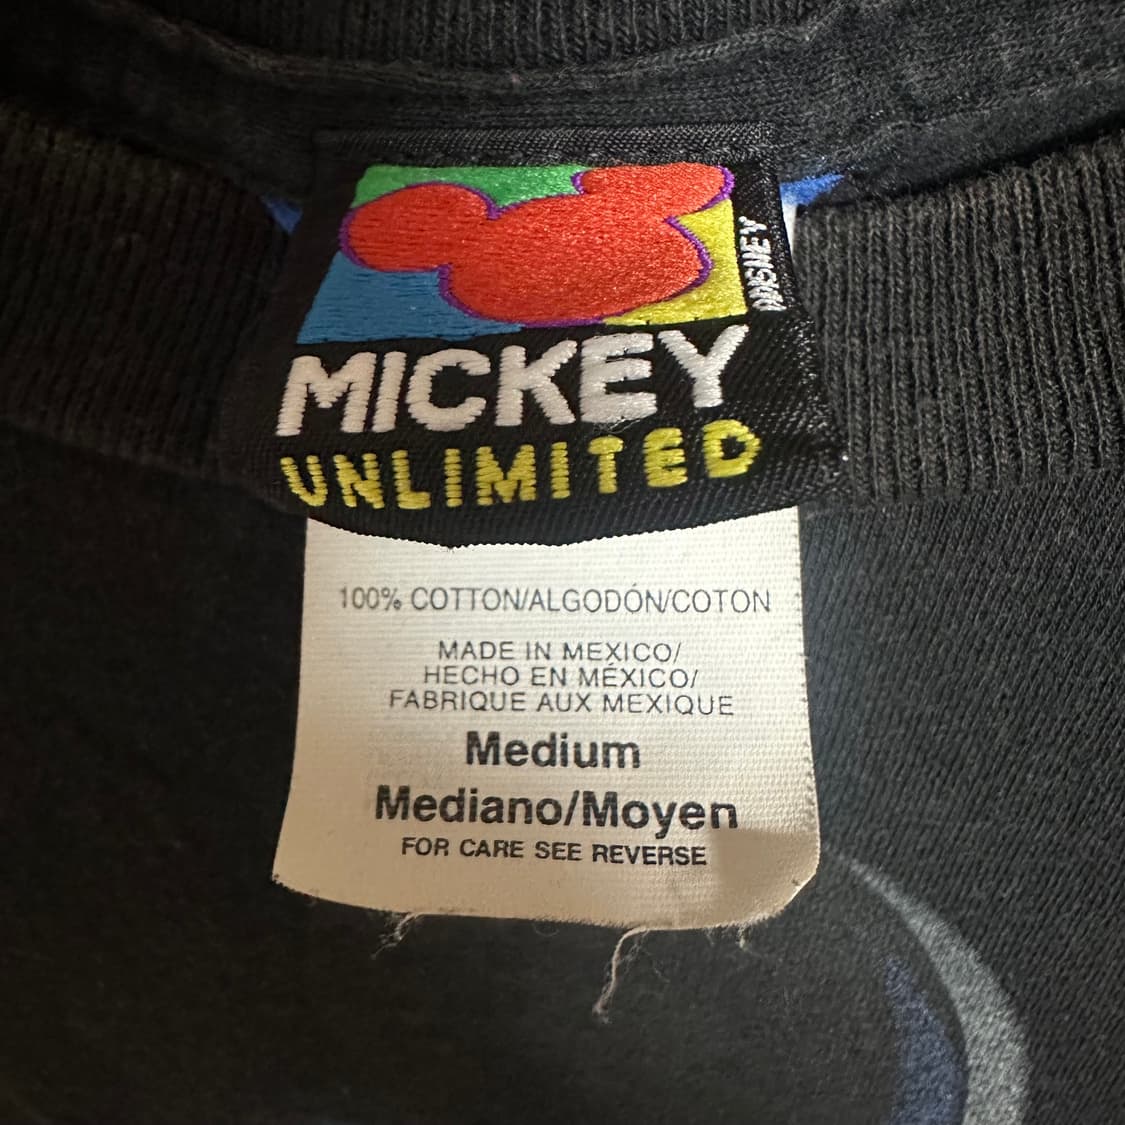 DISNEY
MICKEY
UNLIMITED
100% COTTON/ALGODÓN/COTON
MADE IN MEXICO/
HECHO EN MÉXICO/
FABRIQUE AUX MEXIQUE
Medium
Mediano/Moyen
FOR CARE SEE REVERSE